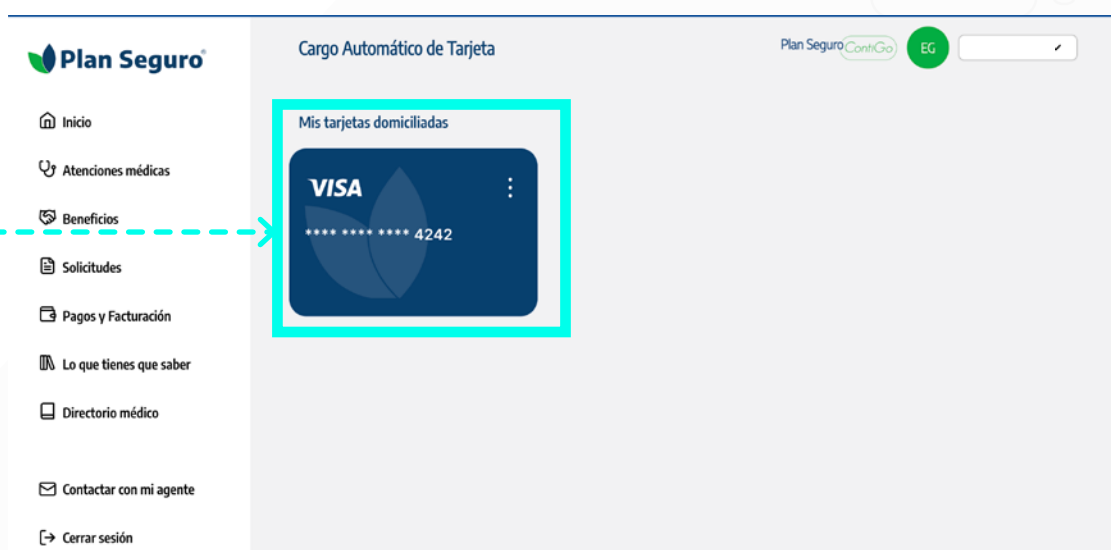 Plan Seguro®
Cargo Automático de Tarjeta
Plan Seguro ContiGo
EG
Inicio
Atenciones médicas
Beneficios
Solicitudes
Pagos y Facturación
Lo que tienes que saber
Directorio médico
Contactar con mi agente
Cerrar sesión
Mis tarjetas domiciliadas
VISA
**** **** **** 4242